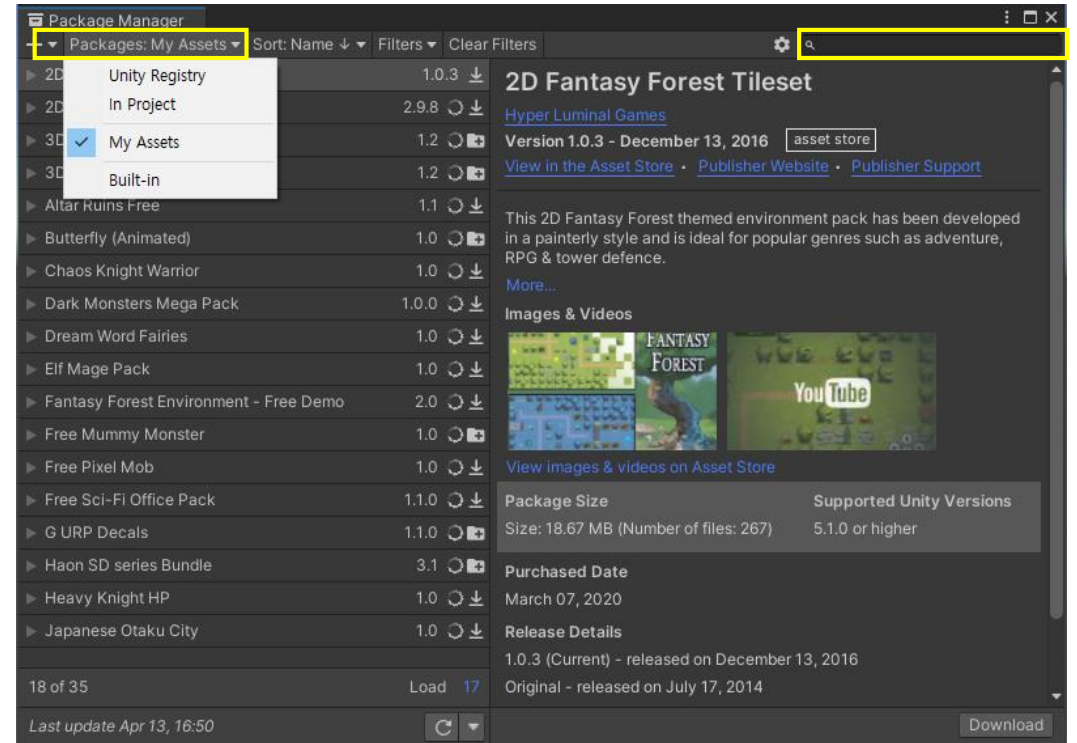 Package Manager
Packages: My Assets
Sort: Name
Filters
Clear Filters
Unity Registry
In Project
My Assets
Built-in
2D
1.0.3
2D
2.9.8
3D
1.2
3D
1.2
Altar Ruins Free 1.1
Butterfly (Animated) 1.0
Chaos Knight Warrior 1.0
Dark Monsters Mega Pack 1.0.0
Dream Word Fairies 1.0
Elf Mage Pack 1.0
Fantasy Forest Environment - Free Demo 2.0
Free Mummy Monster 1.0
Free Pixel Mob 1.0
Free Sci-Fi Office Pack 1.1.0
G URP Decals 1.1.0
Haon SD series Bundle 3.1
Heavy Knight HP 1.0
Japanese Otaku City 1.0
18 of 35 Load 17
Last update Apr 13, 16:50
2D Fantasy Forest Tileset
Hyper Luminal Games
Version 1.0.3 - December 13, 2016 asset store
View in the Asset Store • Publisher Website • Publisher Support
This 2D Fantasy Forest themed environment pack has been developed
in a painterly style and is ideal for popular genres such as adventure,
RPG & tower defence.
More...
Images & Videos
FANTASY
FOREST
YouTube
View images & videos on Asset Store
Package Size Supported Unity Versions
Size: 18.67 MB (Number of files: 267) 5.1.0 or higher
Purchased Date
March 07, 2020
Release Details
1.0.3 (Current) - released on December 13, 2016
Original - released on July 17, 2014
Download